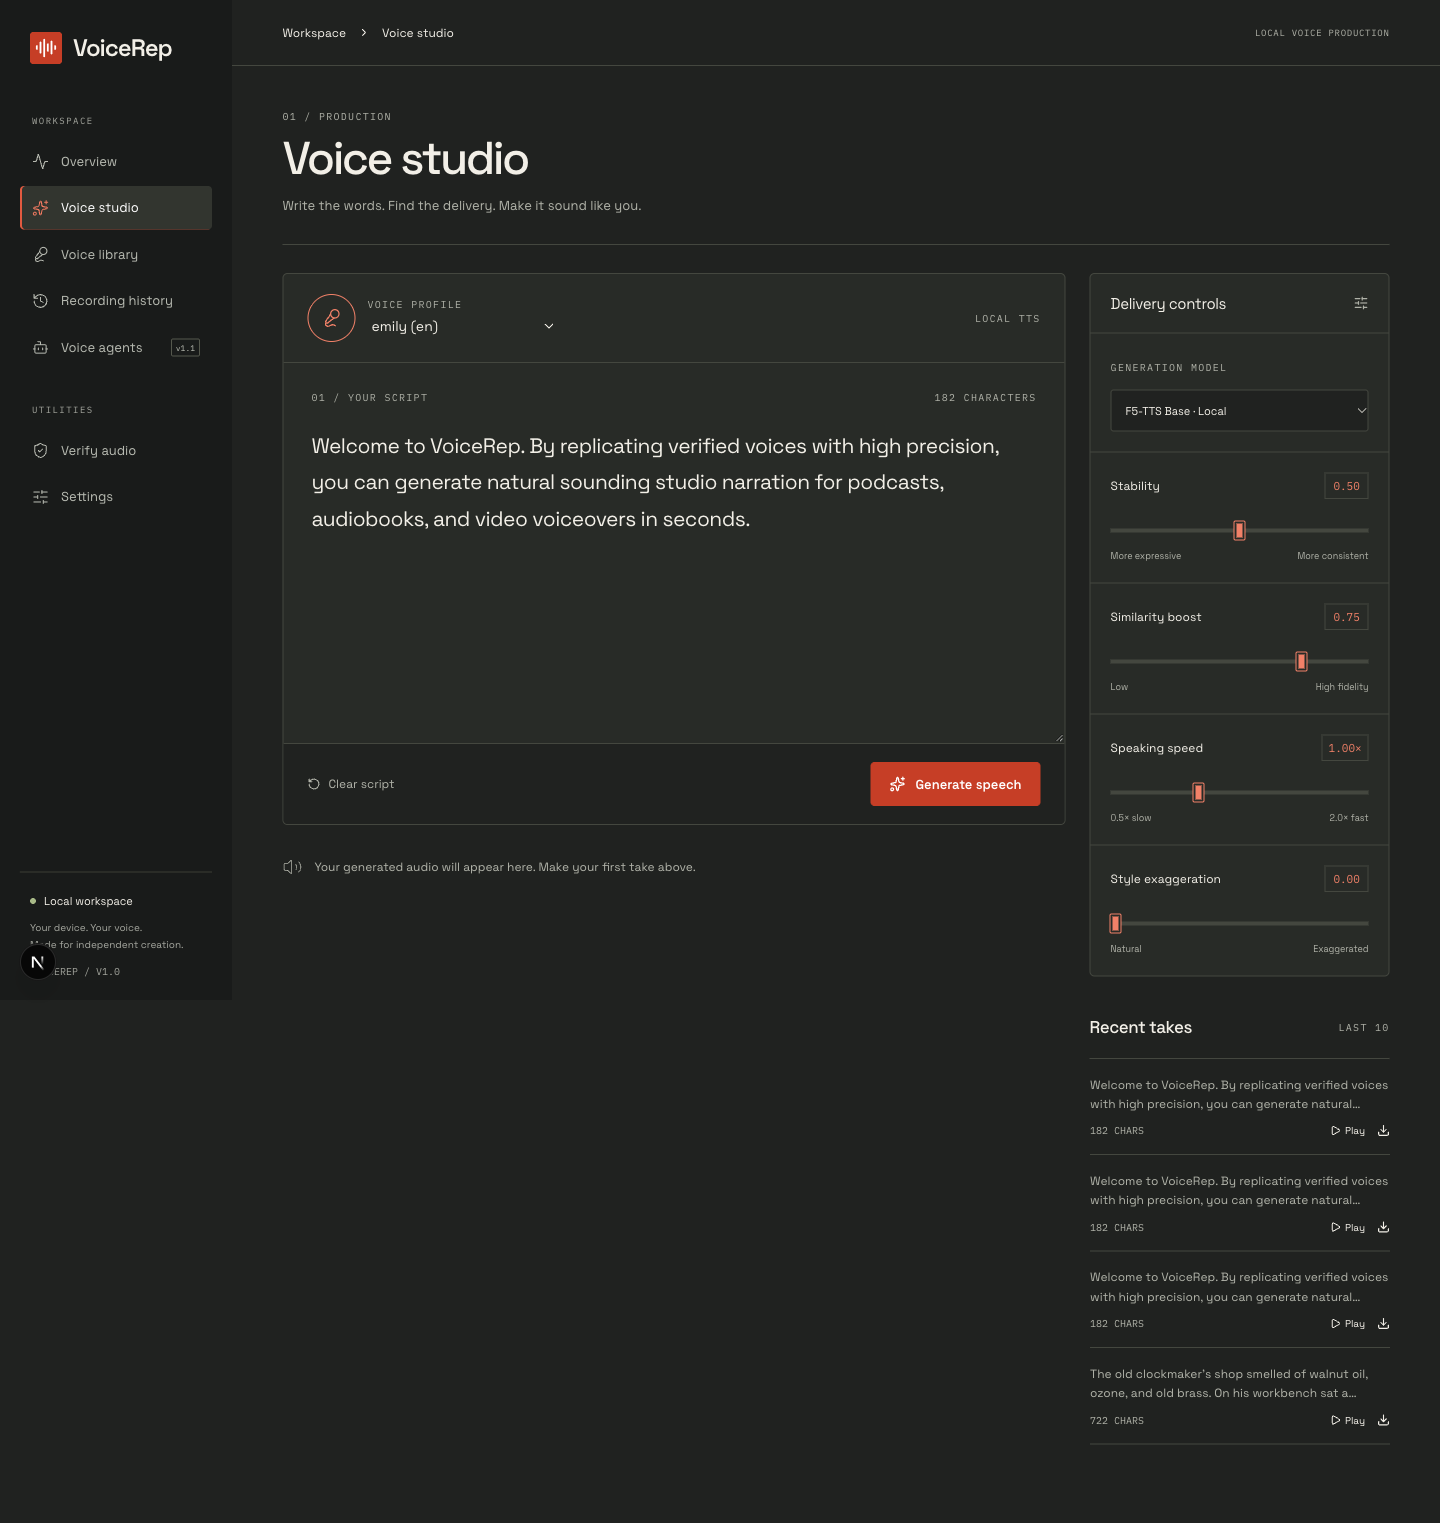 VoiceRep
WORKSPACE
Overview
Voice studio
Voice library
Recording history
Voice agents v1.1
UTILITIES
Verify audio
Settings
Local workspace
Your device. Your voice.
for independent creation.
N
/ V1.0
Workspace > Voice studio
LOCAL VOICE PRODUCTION
01 / PRODUCTION
Voice studio
Write the words. Find the delivery. Make it sound like you.
VOICE PROFILE
emily (en)
LOCAL TTS
01 / YOUR SCRIPT
182 CHARACTERS
Welcome to VoiceRep. By replicating verified voices with high precision,
you can generate natural sounding studio narration for podcasts,
audiobooks, and video voiceovers in seconds.
Clear script
Generate speech
Your generated audio will appear here. Make your first take above.
Delivery controls
GENERATION MODEL
F5-TTS Base · Local
Stability 0.50
More expressive More consistent
Similarity boost 0.75
Low High fidelity
Speaking speed 1.00×
0.5× slow 2.0× fast
Style exaggeration 0.00
Natural Exaggerated
Recent takes LAST 10
Welcome to VoiceRep. By replicating verified voices
with high precision, you can generate natural...
182 CHARS Play
Welcome to VoiceRep. By replicating verified voices
with high precision, you can generate natural...
182 CHARS Play
Welcome to VoiceRep. By replicating verified voices
with high precision, you can generate natural...
182 CHARS Play
The old clockmaker's shop smelled of walnut oil,
ozone, and old brass. On his workbench sat a...
722 CHARS Play